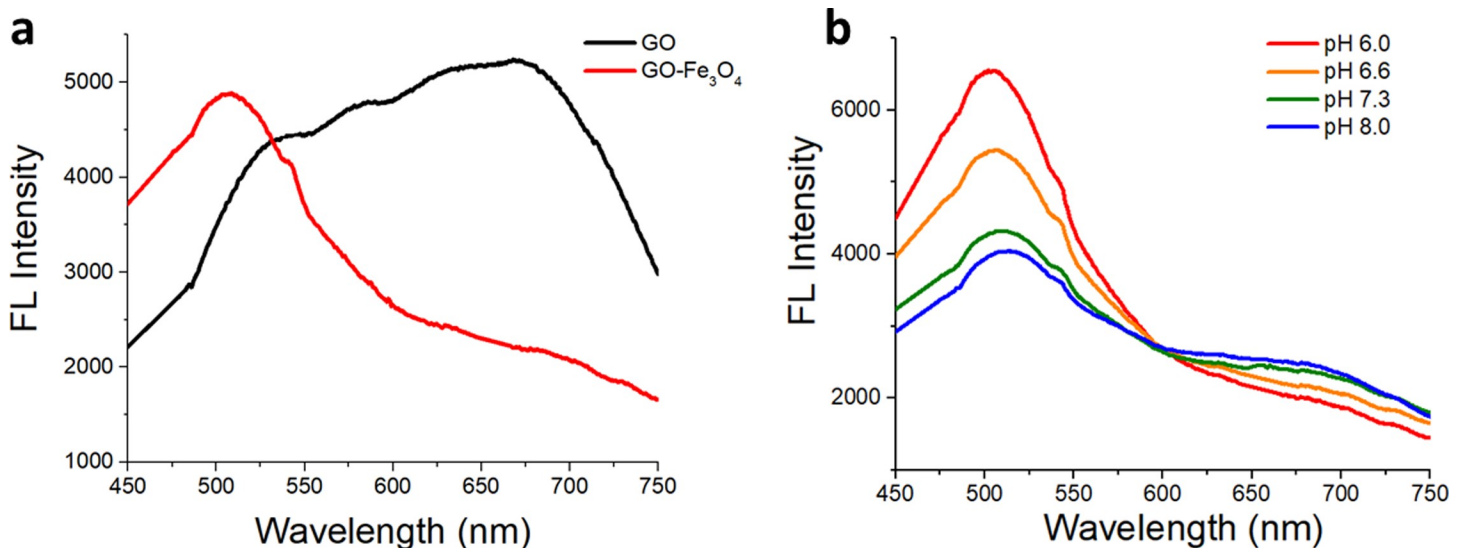 a
GO
GO-Fe₃O₄
5000
4000
3000
2000
1000
450 500 550 600 650 700 750
FL Intensity
Wavelength (nm)
b
pH 6.0
pH 6.6
pH 7.3
pH 8.0
6000
4000
2000
450 500 550 600 650 700 750
FL Intensity
Wavelength (nm)